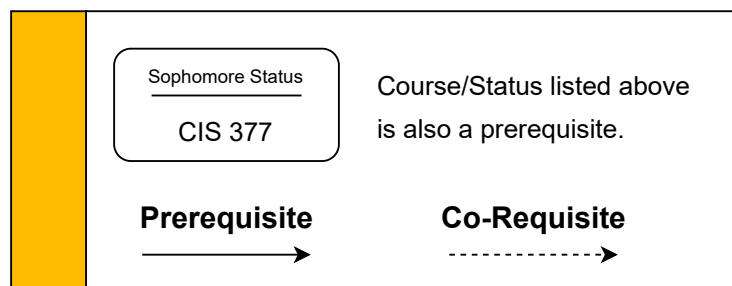 Sophomore Status
CIS 377
Course/Status listed above
is also a prerequisite.
Prerequisite
Co-Requisite